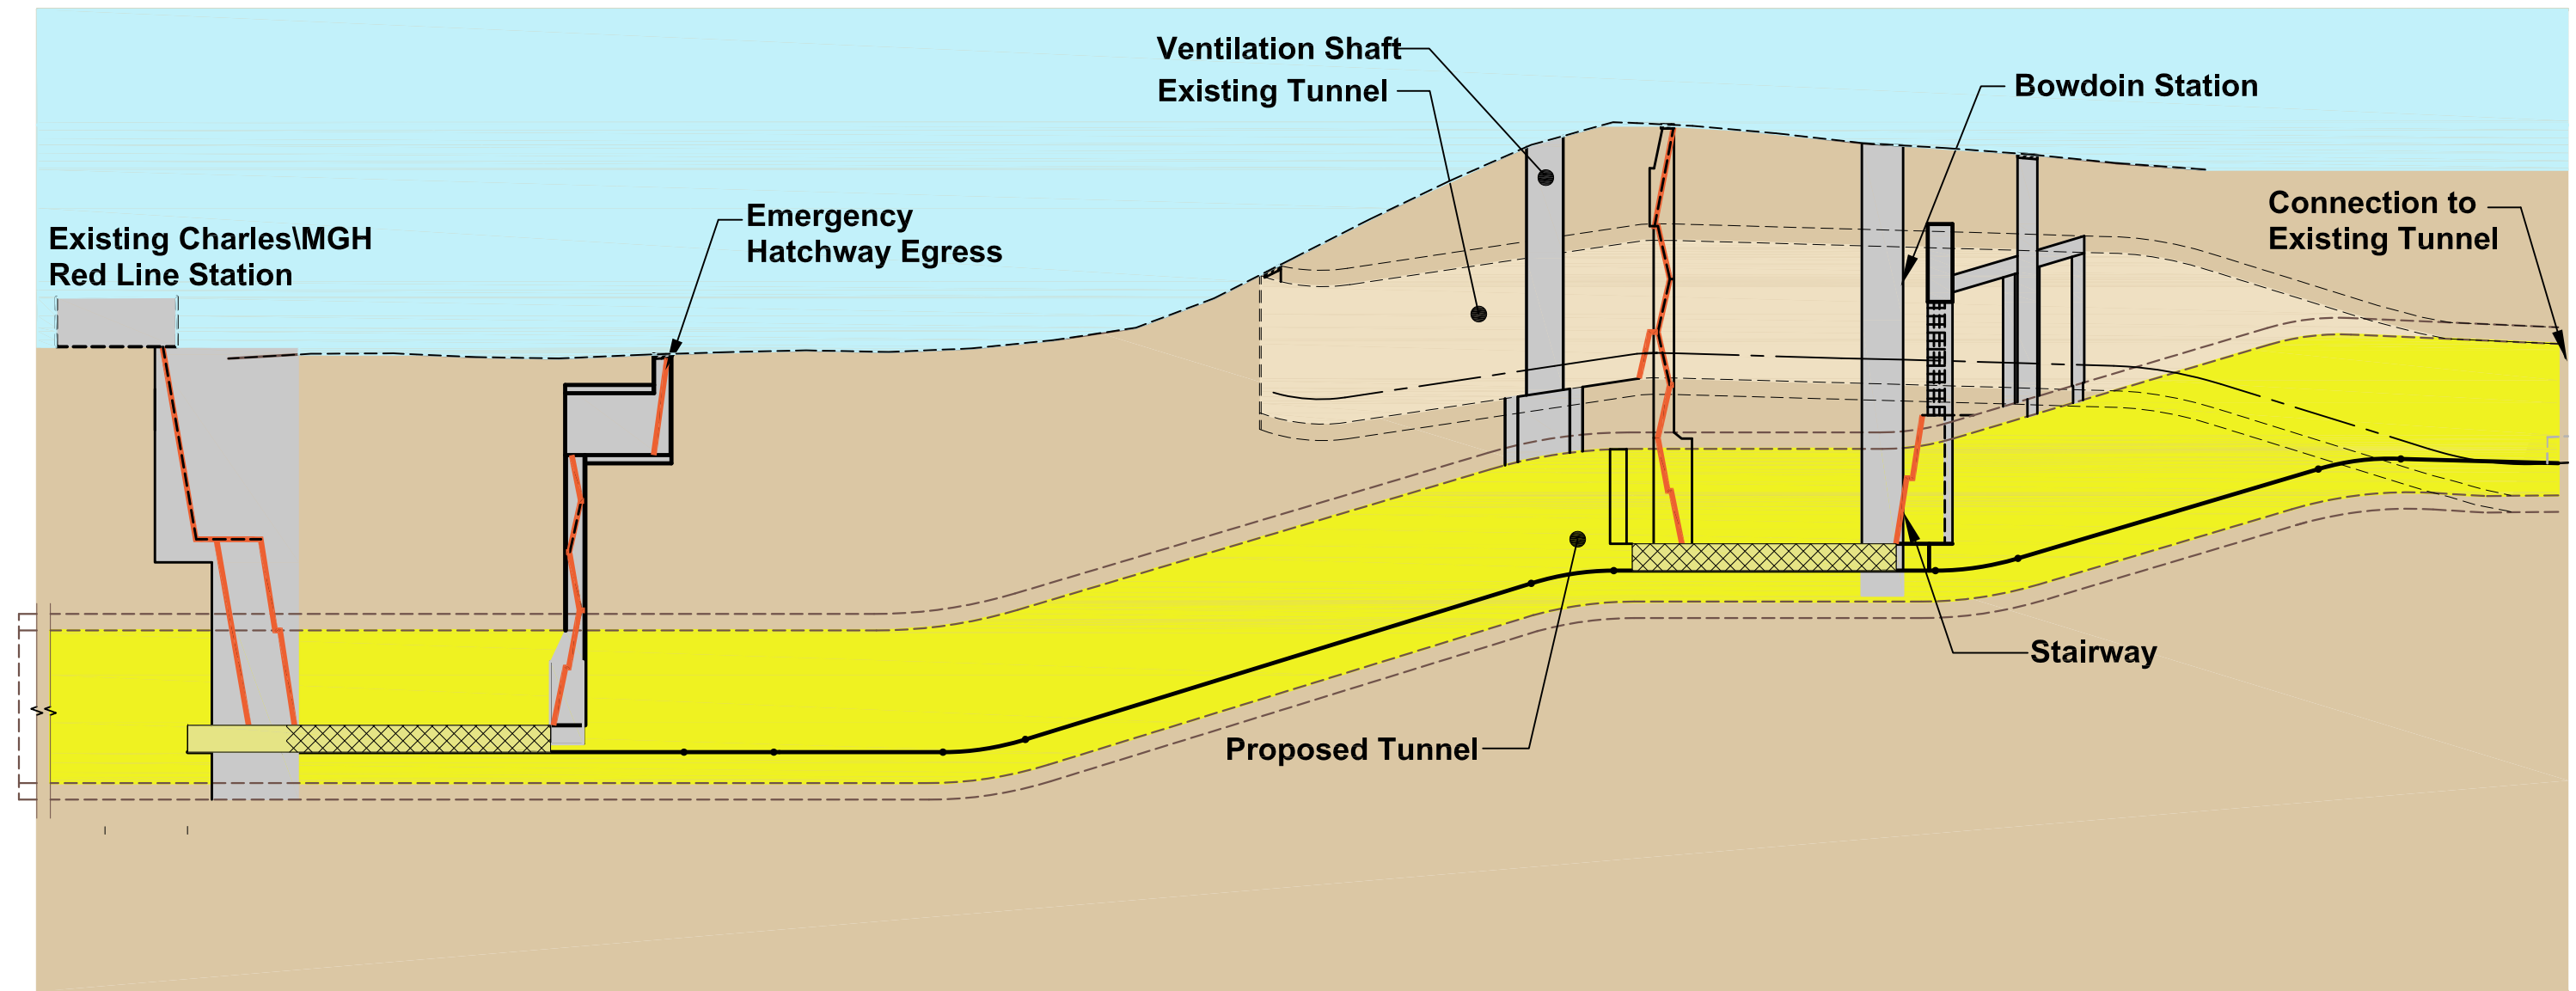 Ventilation Shaft
Existing Tunnel
Bowdoin Station
Connection to
Existing Tunnel
Emergency
Hatchway Egress
Existing Charles\MGH
Red Line Station
Stairway
Proposed Tunnel